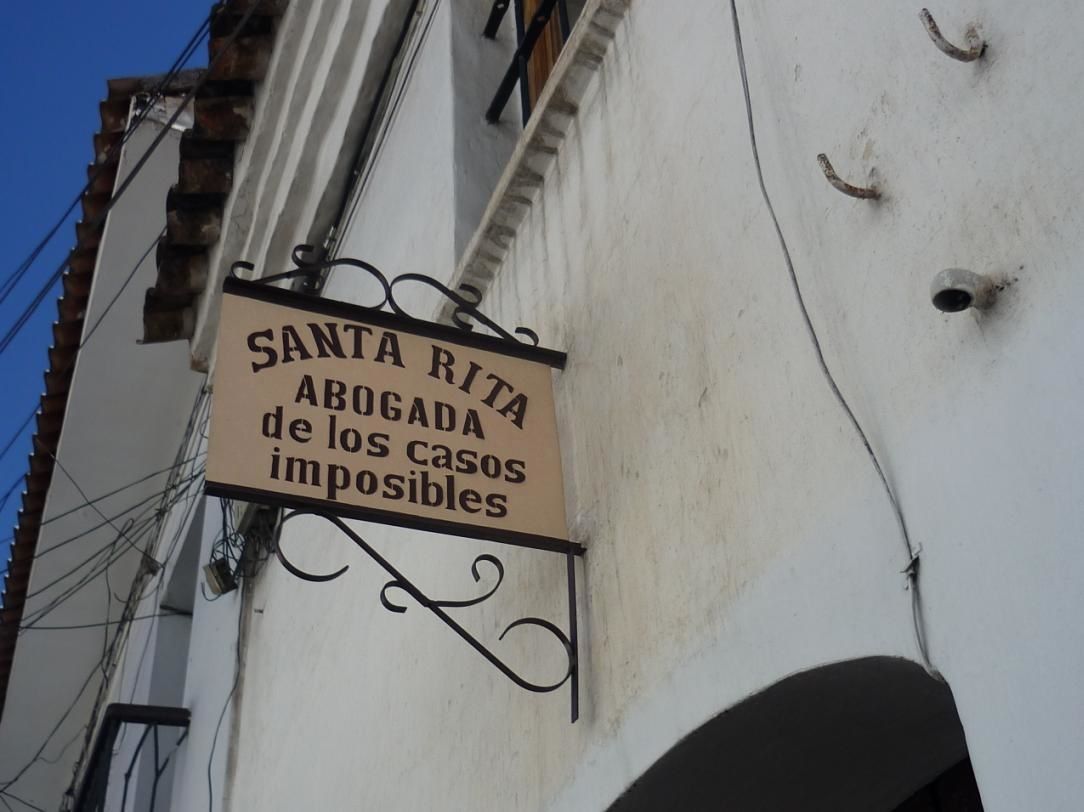 SANTA RITA
ABOGADA
de los casos
imposibles